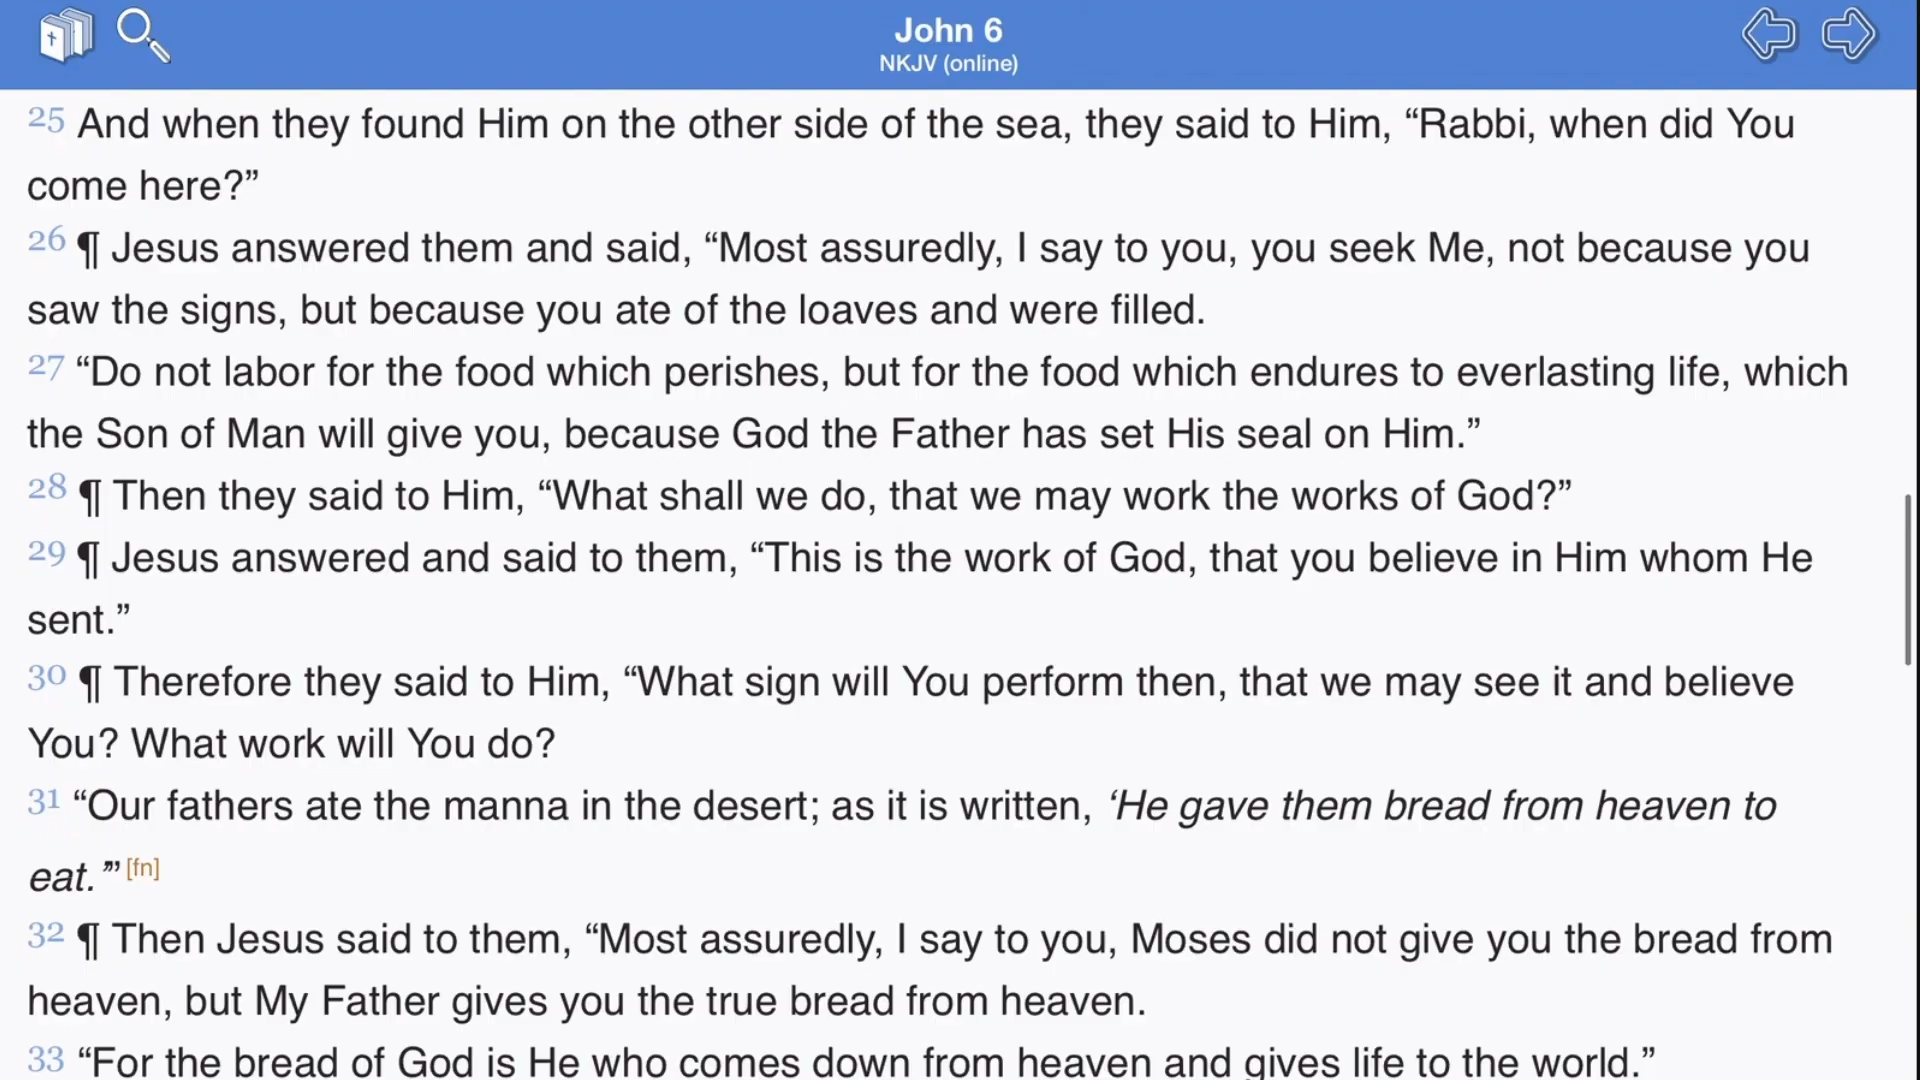 John 6
NKJV (online)
25 And when they found Him on the other side of the sea, they said to Him, “Rabbi, when did You
come here?”
26 ¶ Jesus answered them and said, “Most assuredly, I say to you, you seek Me, not because you
saw the signs, but because you ate of the loaves and were filled.
27 “Do not labor for the food which perishes, but for the food which endures to everlasting life, which
the Son of Man will give you, because God the Father has set His seal on Him.”
28 ¶ Then they said to Him, “What shall we do, that we may work the works of God?”
29 ¶ Jesus answered and said to them, “This is the work of God, that you believe in Him whom He
sent.”
30 ¶ Therefore they said to Him, “What sign will You perform then, that we may see it and believe
You? What work will You do?
31 “Our fathers ate the manna in the desert; as it is written, ‘He gave them bread from heaven to
eat.’” [fn]
32 ¶ Then Jesus said to them, “Most assuredly, I say to you, Moses did not give you the bread from
heaven, but My Father gives you the true bread from heaven.
33 “For the bread of God is He who comes down from heaven and gives life to the world.”